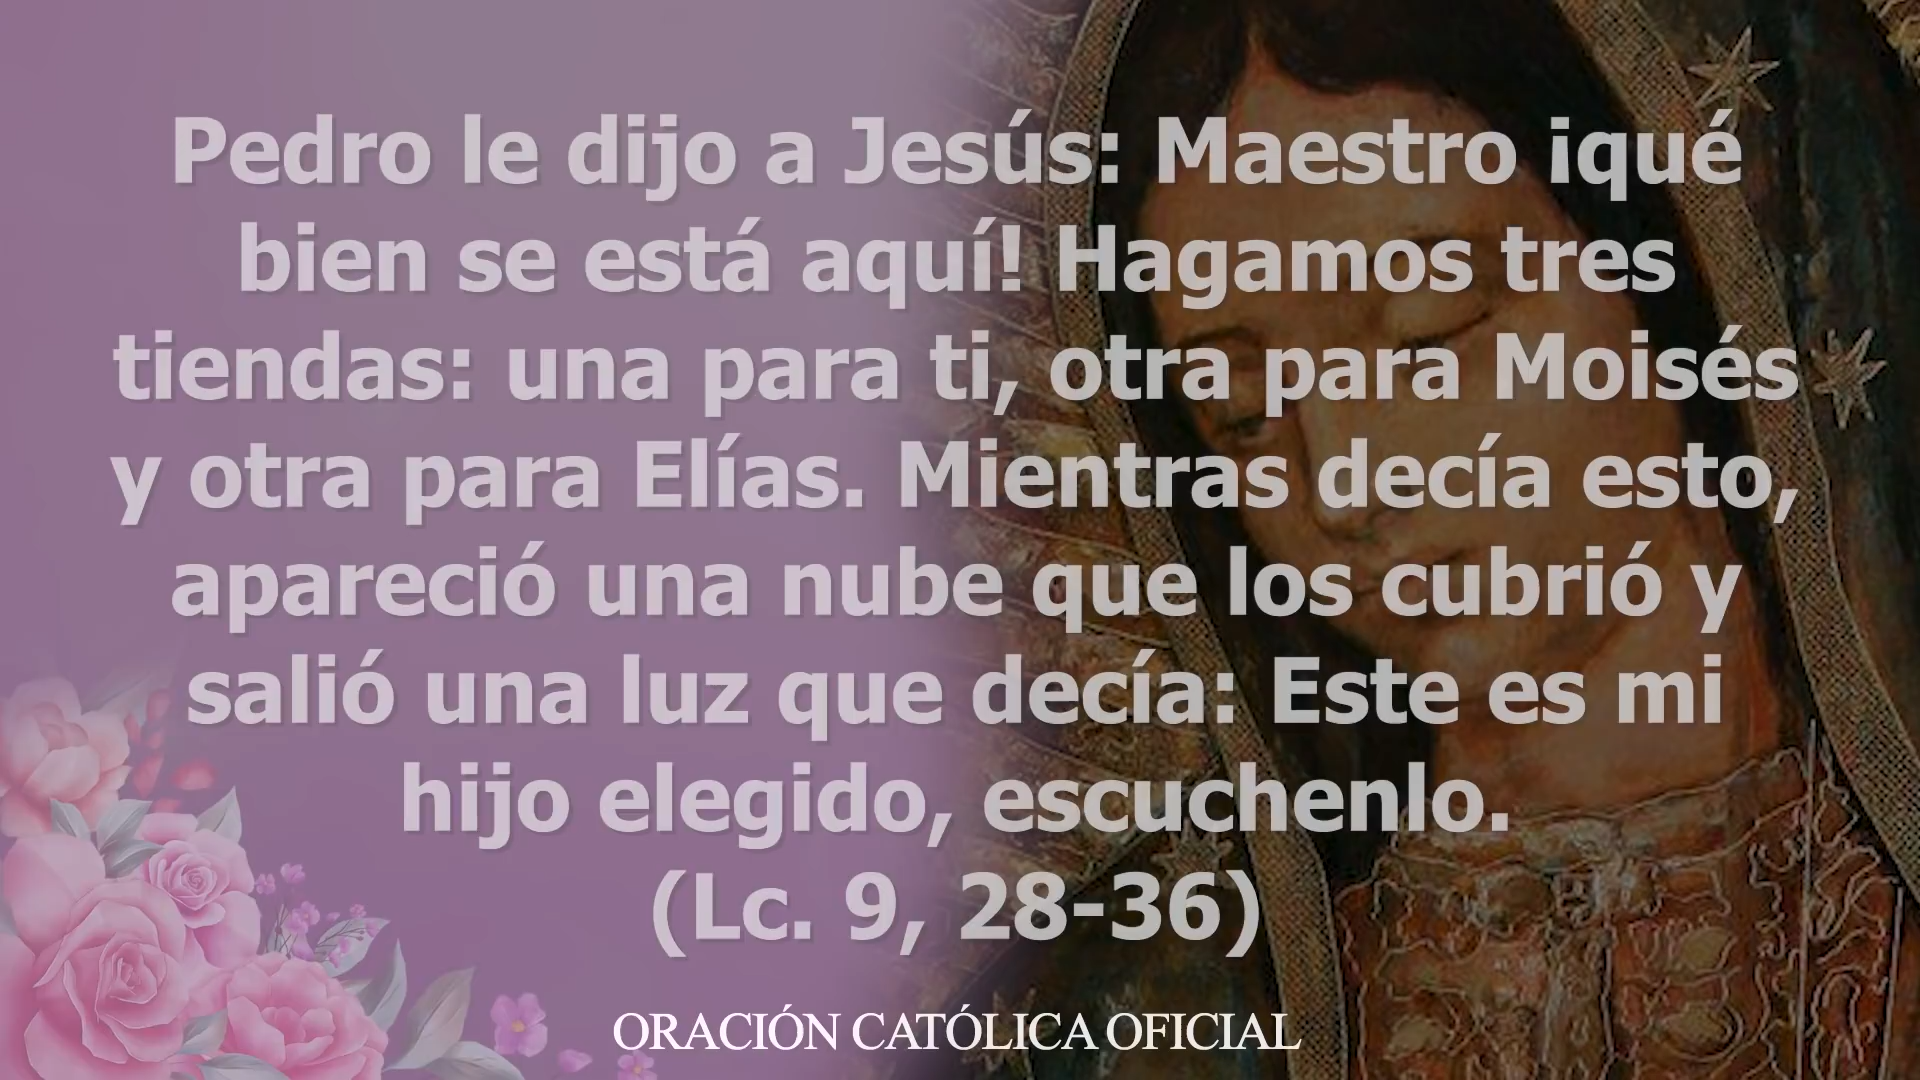 Pedro le dijo a Jesús: Maestro iqué
bien se está aquí! Hagamos tres
tiendas: una para ti, otra para Moisés
y otra para Elías. Mientras decía esto,
apareció una nube que los cubrió y
salió una luz que decía: Este es mi
hijo elegido, escuchenlo.
(Lc. 9, 28-36)
ORACIÓN CATÓLICA OFICIAL